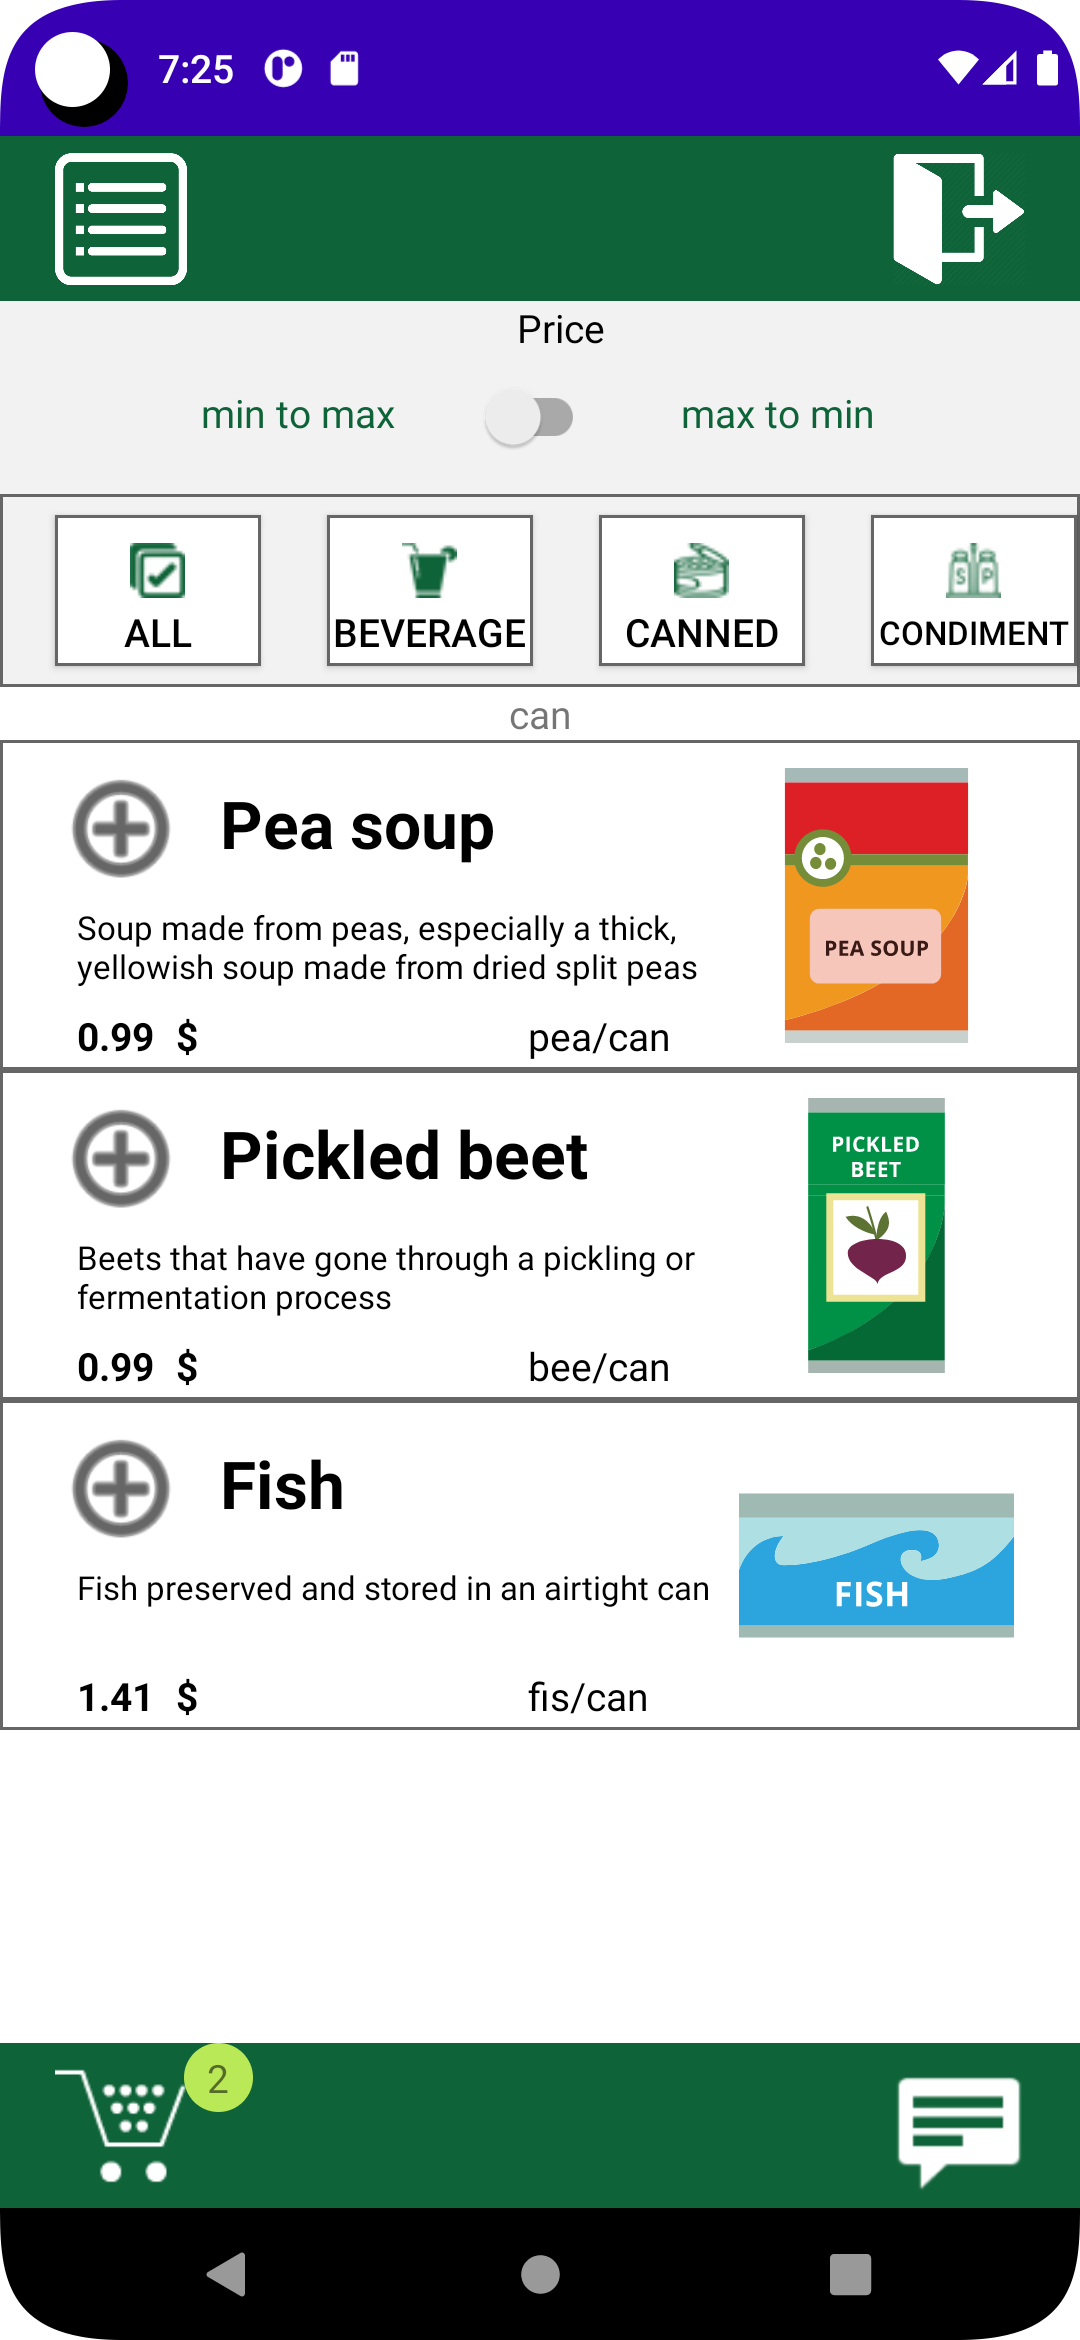 7:25
Price
min to max
max to min
ALL
BEVERAGE
CANNED
CONDIMENT
S P
can
Pea soup
Soup made from peas, especially a thick,
yellowish soup made from dried split peas
0.99 $
pea/can
PEA SOUP
Pickled beet
Beets that have gone through a pickling or
fermentation process
0.99 $
bee/can
PICKLED
BEET
Fish
Fish preserved and stored in an airtight can
1.41 $
fis/can
FISH
2